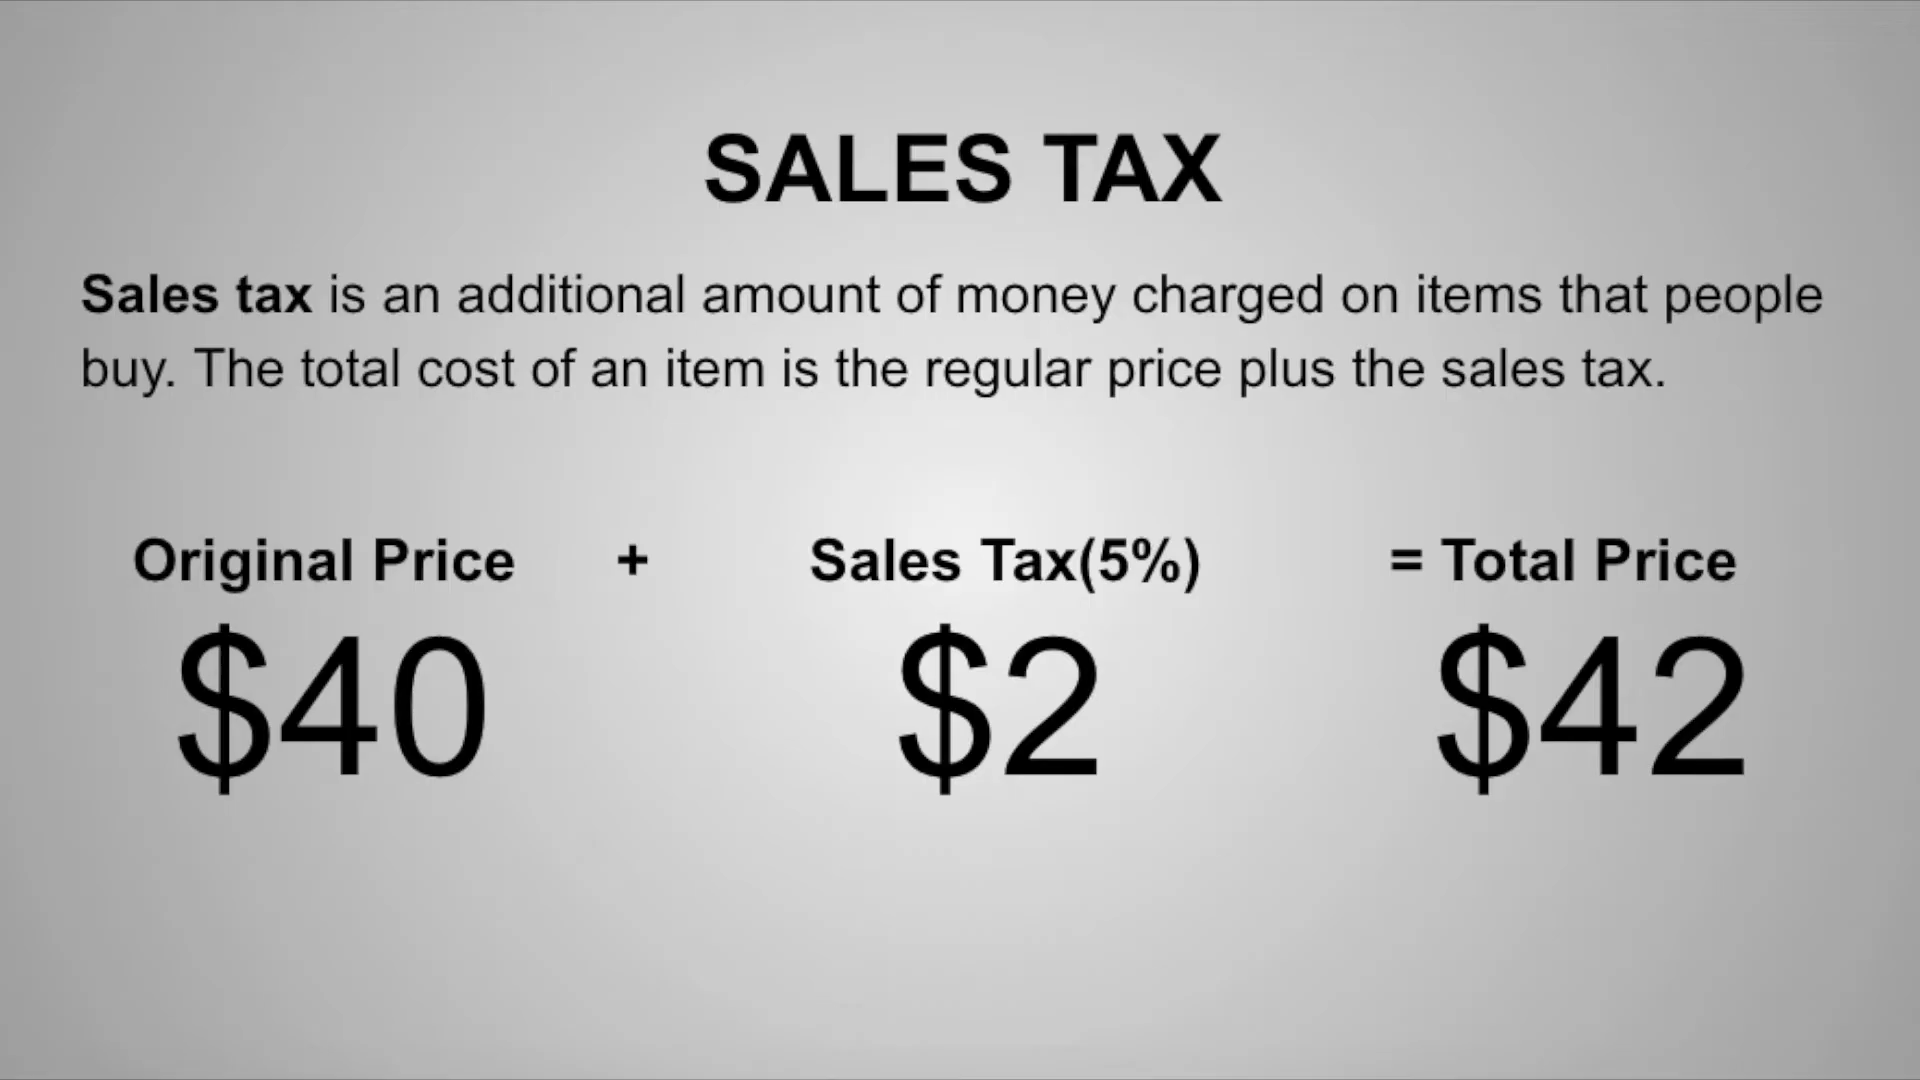 SALES TAX
Sales tax is an additional amount of money charged on items that people
buy. The total cost of an item is the regular price plus the sales tax.
Original Price + Sales Tax(5%) = Total Price
$40 $2 $42